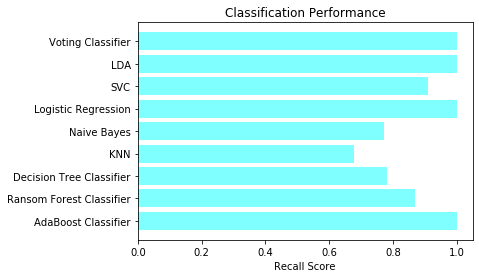 Classification Performance
Voting Classifier
LDA
SVC
Logistic Regression
Naive Bayes
KNN
Decision Tree Classifier
Ransom Forest Classifier
AdaBoost Classifier
0.0 0.2 0.4 0.6 0.8 1.0
Recall Score